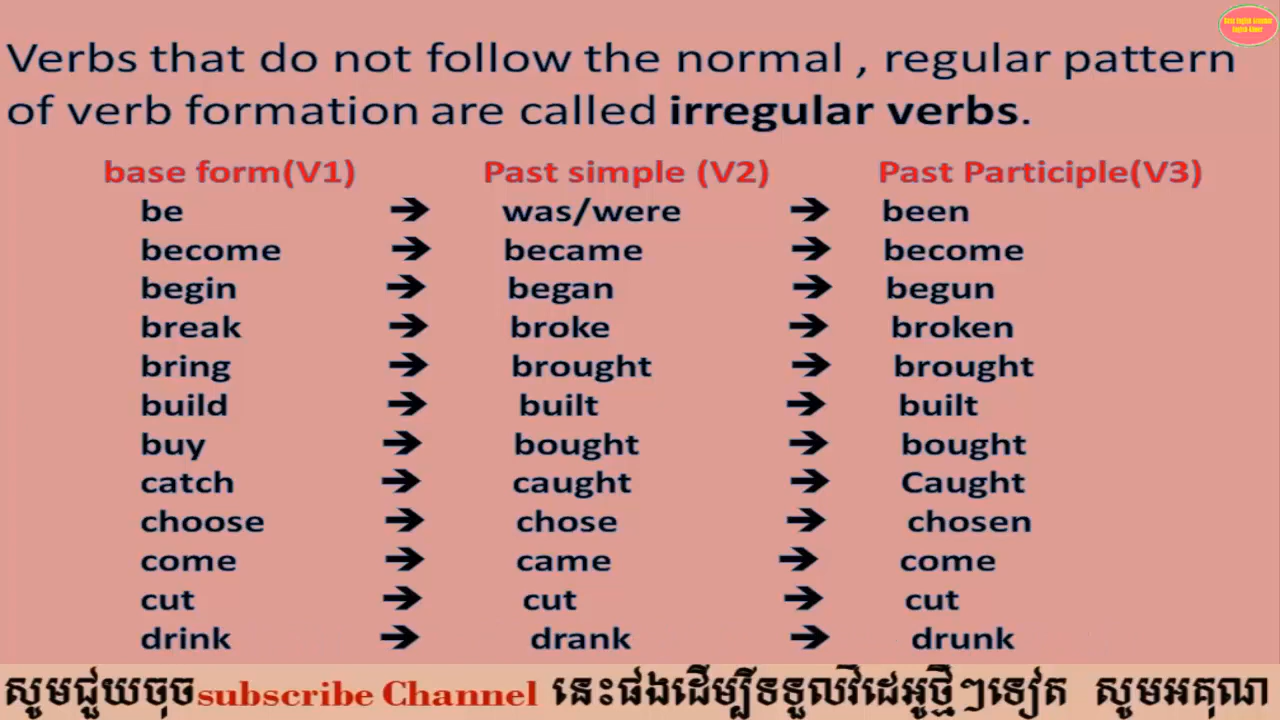 Verbs that do not follow the normal , regular pattern
of verb formation are called irregular verbs.
base form(V1) Past simple (V2) Past Participle(V3)
be → was/were → been
become → became → become
begin → began → begun
break → broke → broken
bring → brought → brought
build → built → built
buy → bought → bought
catch → caught → Caught
choose → chose → chosen
come → came → come
cut → cut → cut
drink → drank → drunk
សូមជួយចុចsubscribe Channel នេះផងដើម្បីទទួលវីដេអូថ្មីៗទៀត សូមអរគុណ